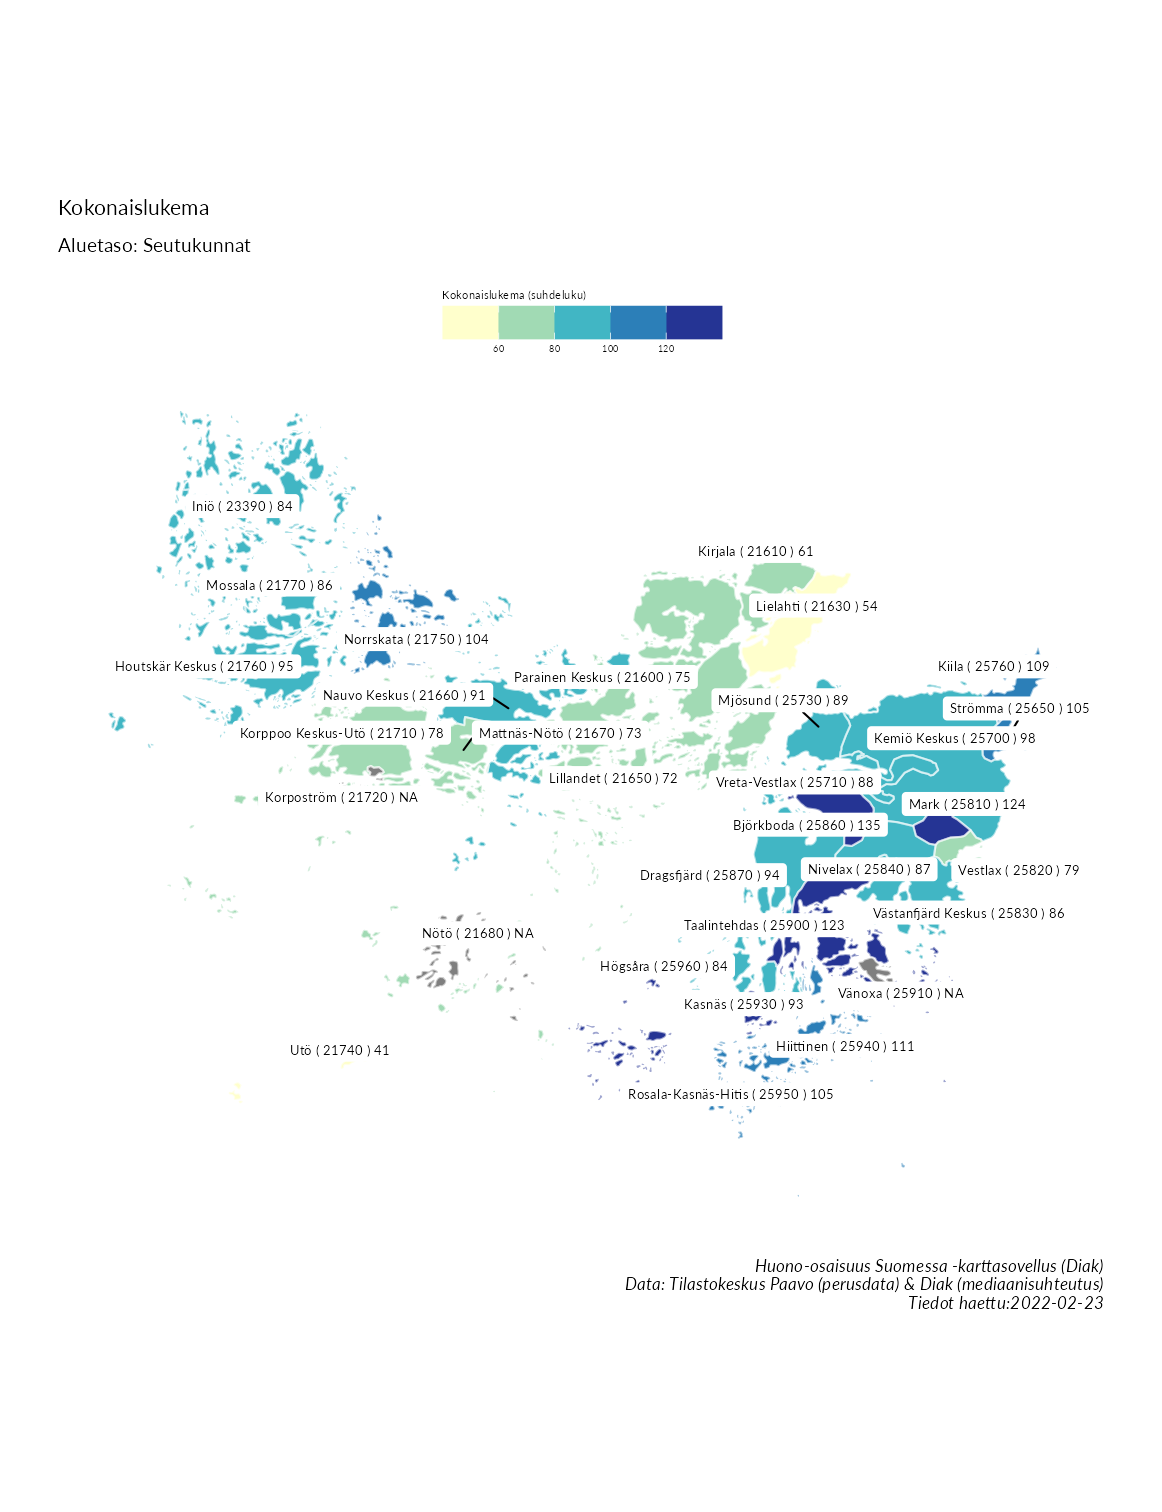 Kokonaislukema
Aluetaso: Seutukunnat
Kokonaislukema (suhdeluku)
60 80 100 120
Iniö ( 23390 ) 84
Kirjala ( 21610 ) 61
Mossala ( 21770 ) 86
Lielahti ( 21630 ) 54
Norrskata ( 21750 ) 104
Houtskär Keskus ( 21760 ) 95
Kiila ( 25760 ) 109
Parainen Keskus ( 21600 ) 75
Nauvo Keskus ( 21660 ) 91
Mjösund ( 25730 ) 89
Strömma ( 25650 ) 105
Korppoo Keskus-Utö ( 21710 ) 78
Mattnäs-Nötö ( 21670 ) 73
Kemiö Keskus ( 25700 ) 98
Lillandet ( 21650 ) 72
Vreta-Vestlax ( 25710 ) 88
Korpoström ( 21720 ) NA
Mark ( 25810 ) 124
Björkboda ( 25860 ) 135
Dragsfjärd ( 25870 ) 94
Nivelax ( 25840 ) 87
Vestlax ( 25820 ) 79
Västanfjärd Keskus ( 25830 ) 86
Taalintehdas ( 25900 ) 123
Nötö ( 21680 ) NA
Högsåra ( 25960 ) 84
Vänoxa ( 25910 ) NA
Kasnäs ( 25930 ) 93
Hiittinen ( 25940 ) 111
Utö ( 21740 ) 41
Rosala-Kasnäs-Hitis ( 25950 ) 105
Huono-osaisuus Suomessa -karttasovellus (Diak)
Data: Tilastokeskus Paavo (perusdata) & Diak (mediaanisuhteutus)
Tiedot haettu:2022-02-23